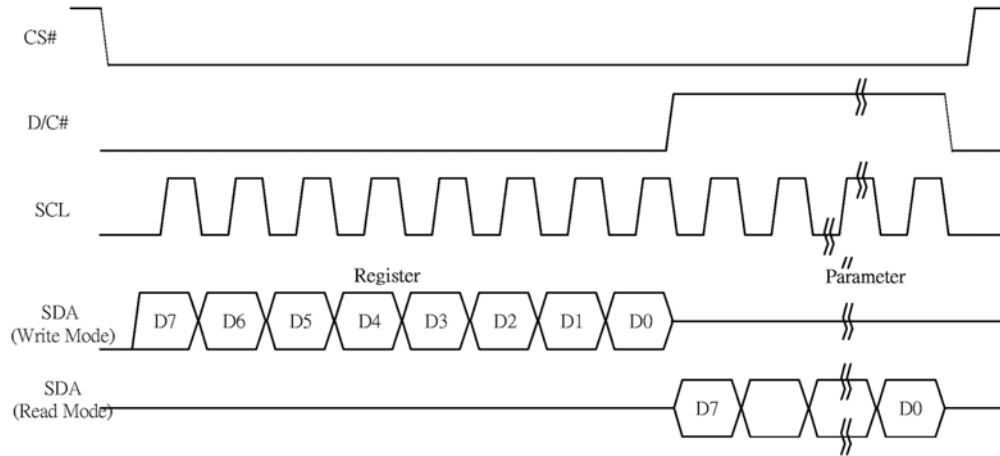 CS#
D/C#
SCL
Register Parameter
SDA
(Write Mode) D7 D6 D5 D4 D3 D2 D1 D0
SDA
(Read Mode) D7 D0